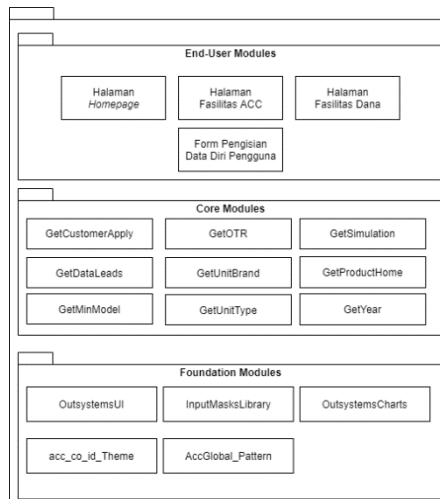 End-User Modules
Halaman Halaman Halaman
Homepage Fasilitas ACC Fasilitas Dana
Form Pengisian
Data Diri Pengguna
Core Modules
GetCustomerApply GetOTR GetSimulation
GetDataLeads GetUnitBrand GetProductHome
GetMinModel GetUnitType GetYear
Foundation Modules
OutsystemsUI InputMasksLibrary OutsystemsCharts
acc_co_id_Theme AccGlobal_Pattern